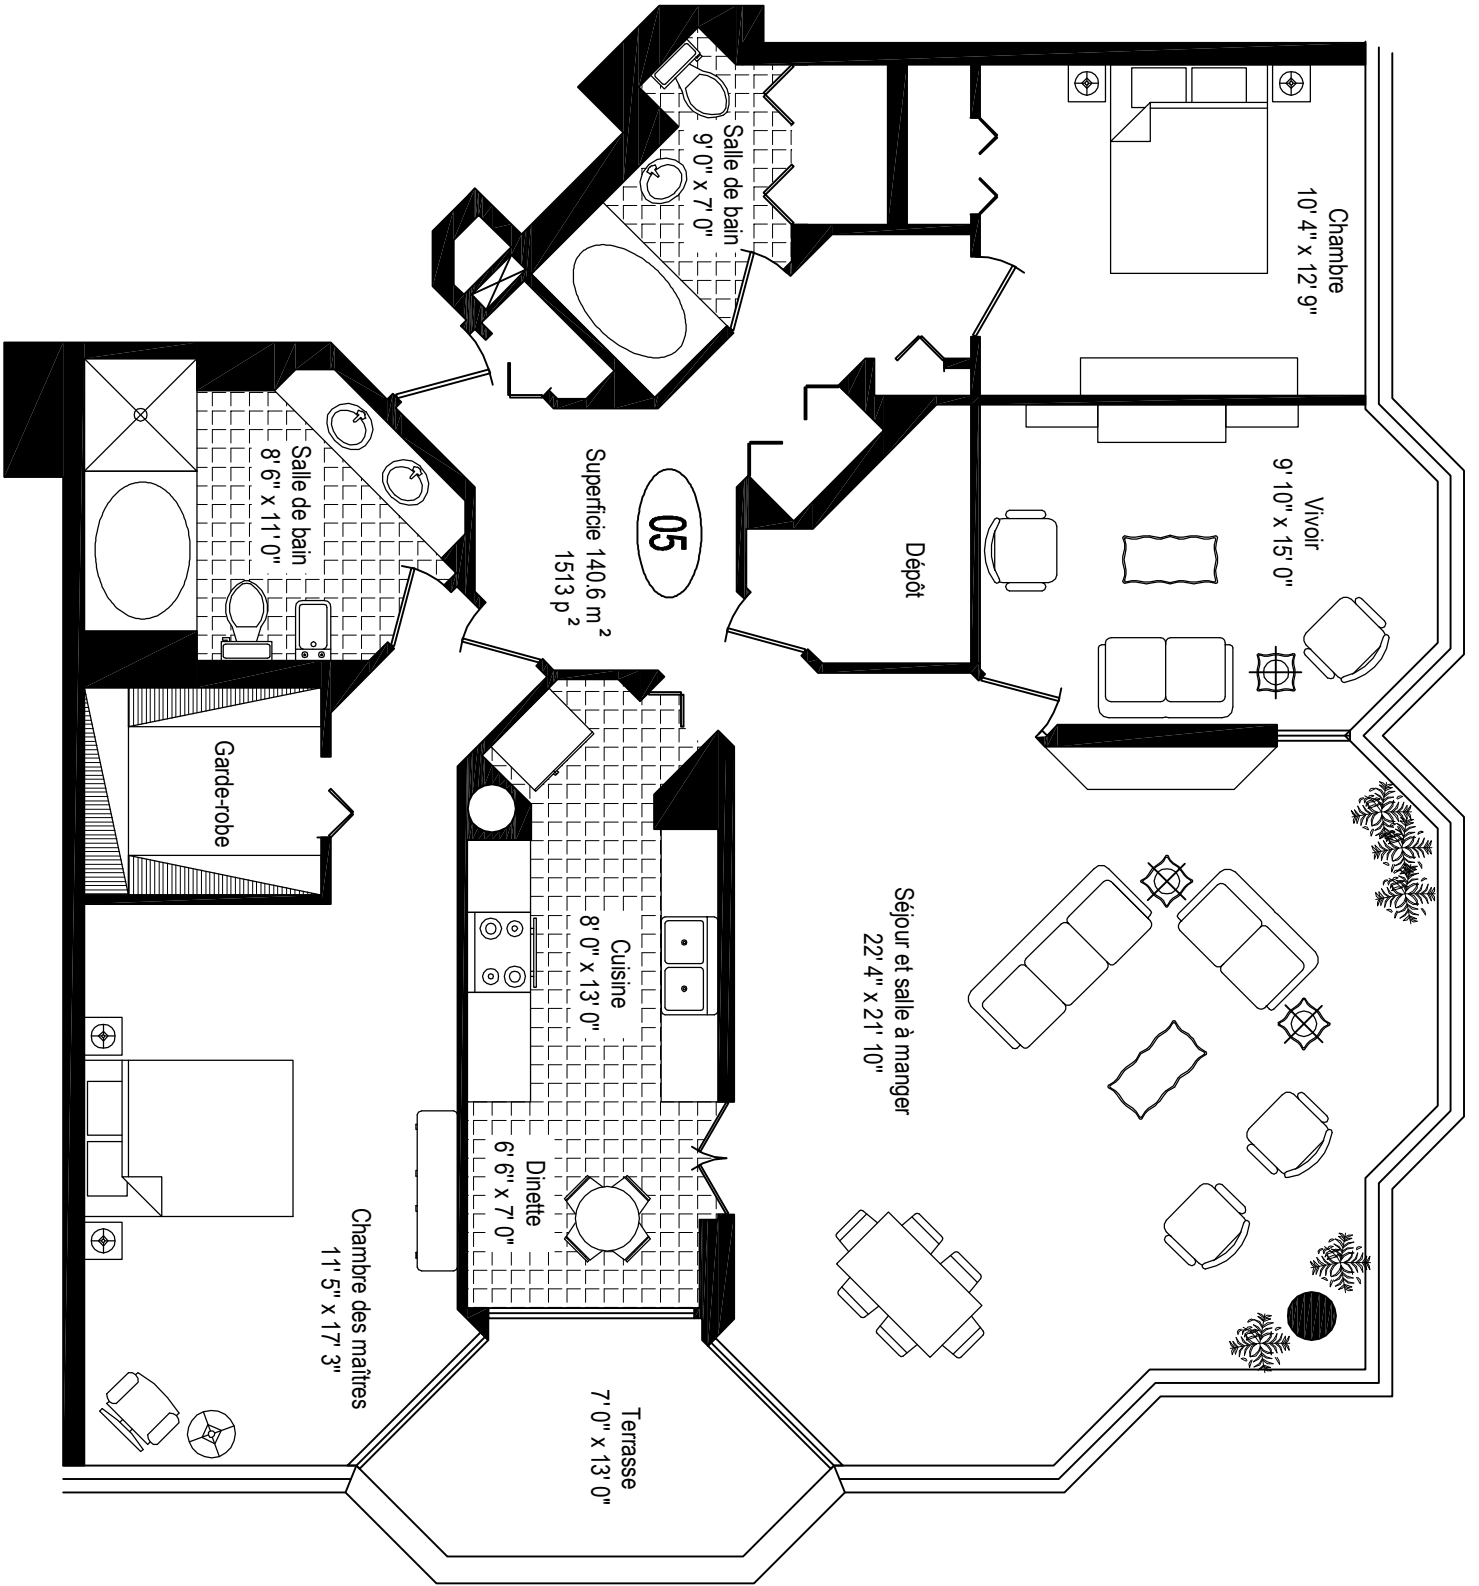 Chambre
10' 4" x 12' 9"
Vivoir
9' 10" x 15' 0"
Salle de bain
9' 0" x 7' 0"
Dépôt
05
Superficie 140.6 m²
1513 p²
Salle de bain
8' 6" x 11' 0"
Garde-robe
Séjour et salle à manger
22' 4" x 21' 10"
Cuisine
8' 0" x 13' 0"
Dinette
6' 6" x 7' 0"
Chambre des maîtres
11' 5" x 17' 3"
Terrasse
7' 0" x 13' 0"